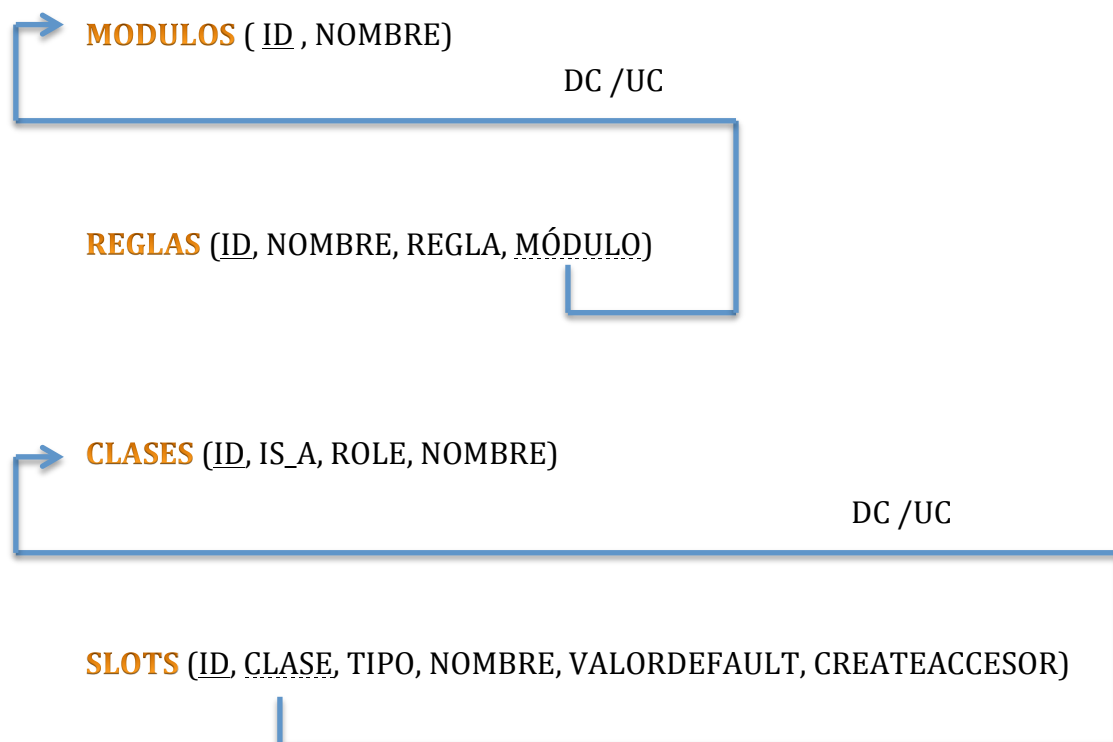 MODULOS ( ID , NOMBRE)
DC /UC
REGLAS (ID, NOMBRE, REGLA, MÓDULO)
CLASES (ID, IS_A, ROLE, NOMBRE)
DC /UC
SLOTS (ID, CLASE, TIPO, NOMBRE, VALORDEFAULT, CREATEACCESOR)